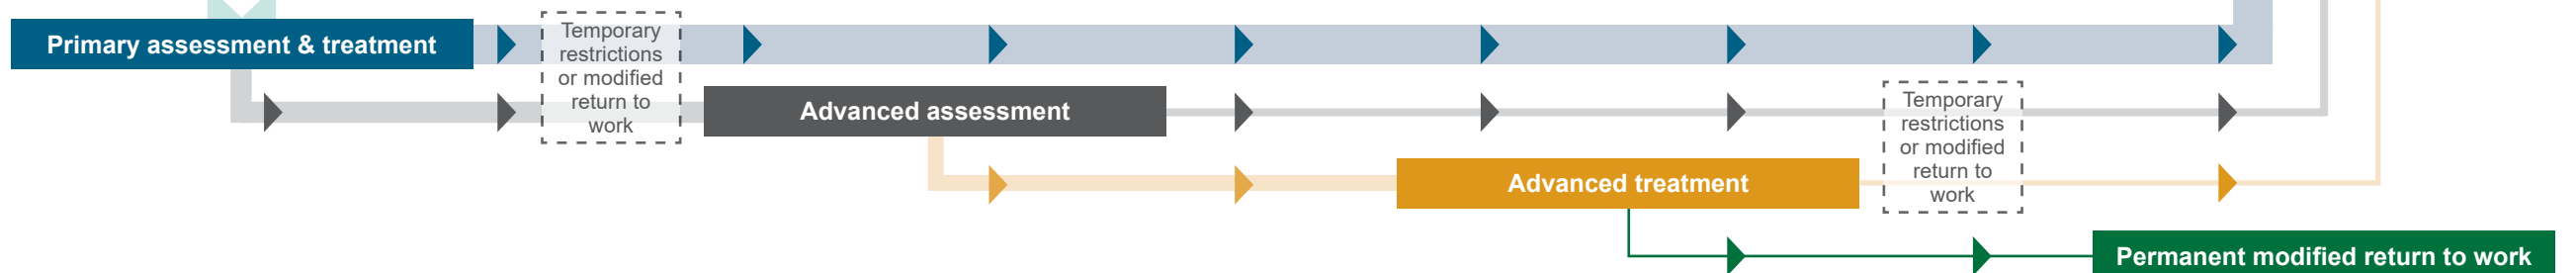 Primary assessment & treatment
Temporary
restrictions
or modified
return to
work
Advanced assessment
Temporary
restrictions
or modified
return to
work
Advanced treatment
Permanent modified return to work